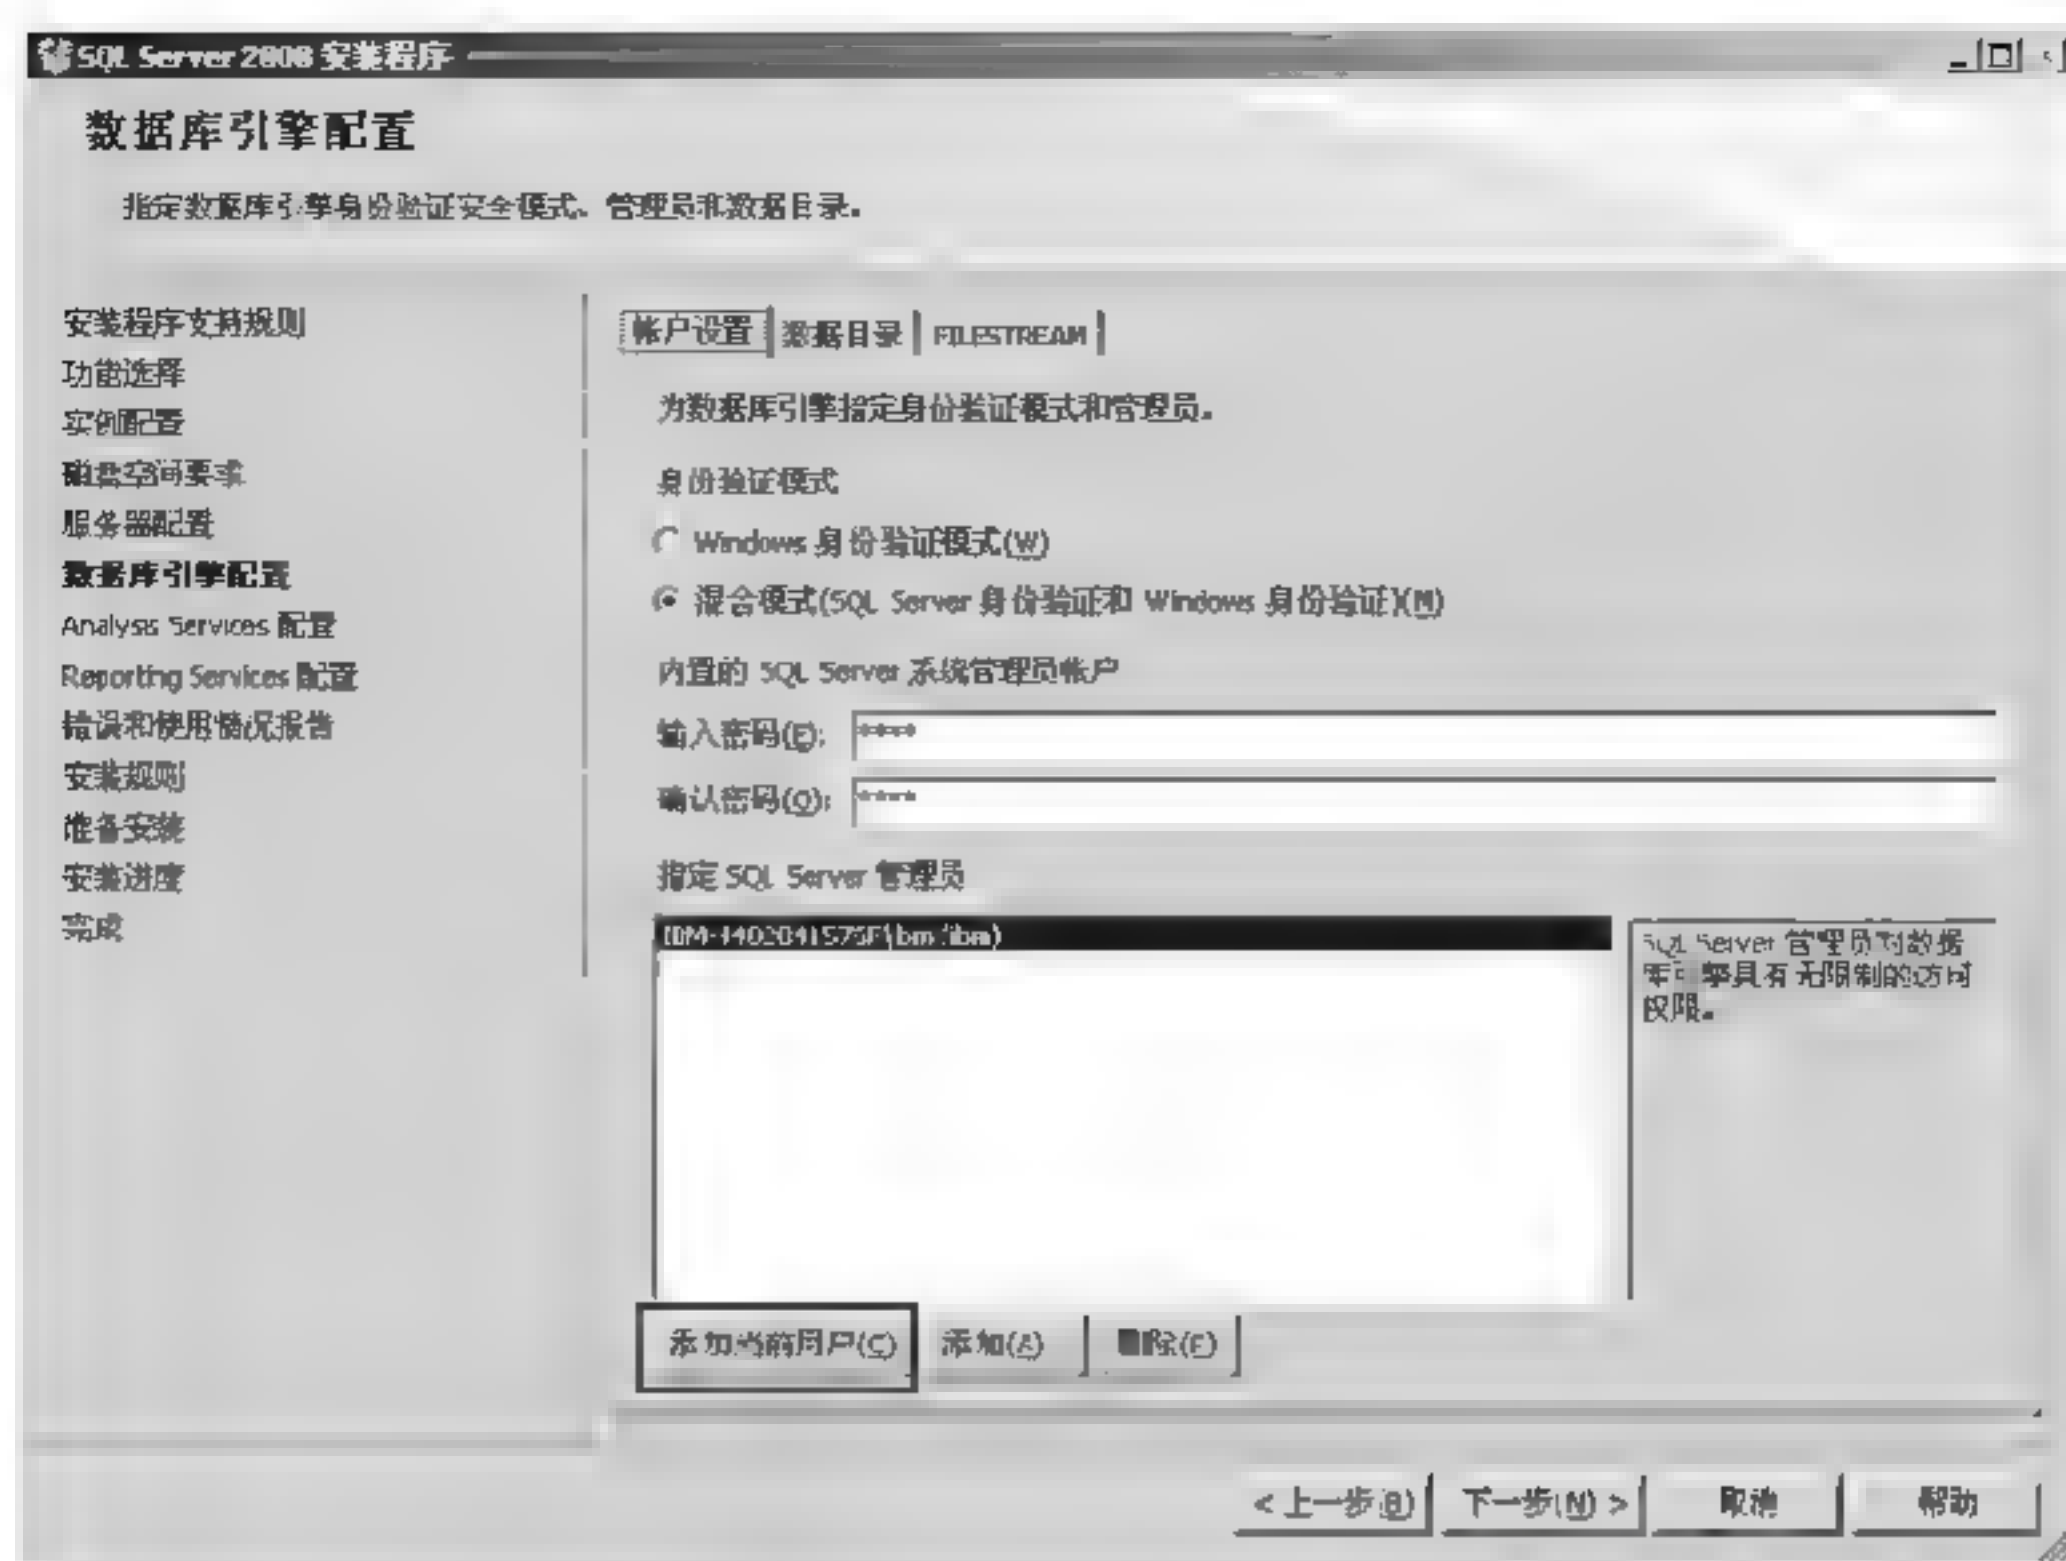 SQL Server 2008 安装程序
数据库引擎配置
指定数据库引擎身份验证安全模式、管理员和数据目录。
安装程序支持规则
功能选择
实例配置
磁盘空间要求
服务器配置
数据库引擎配置
Analysis Services 配置
Reporting Services 配置
错误和使用情况报告
安装规则
准备安装
安装进度
完成
帐户设置 数据目录 FILESTREAM
为数据库引擎指定身份验证模式和管理员。
身份验证模式
Windows 身份验证模式(W)
混合模式(SQL Server 身份验证和 Windows 身份验证)(M)
内置的 SQL Server 系统管理员帐户
输入密码(E): ****
确认密码(O): ****
指定 SQL Server 管理员
SQL Server 管理员对数据
库引擎具有无限制的访问
权限。
添加当前用户(C) 添加(A) 删除(R)
< 上一步(B) 下一步(N) > 取消 帮助